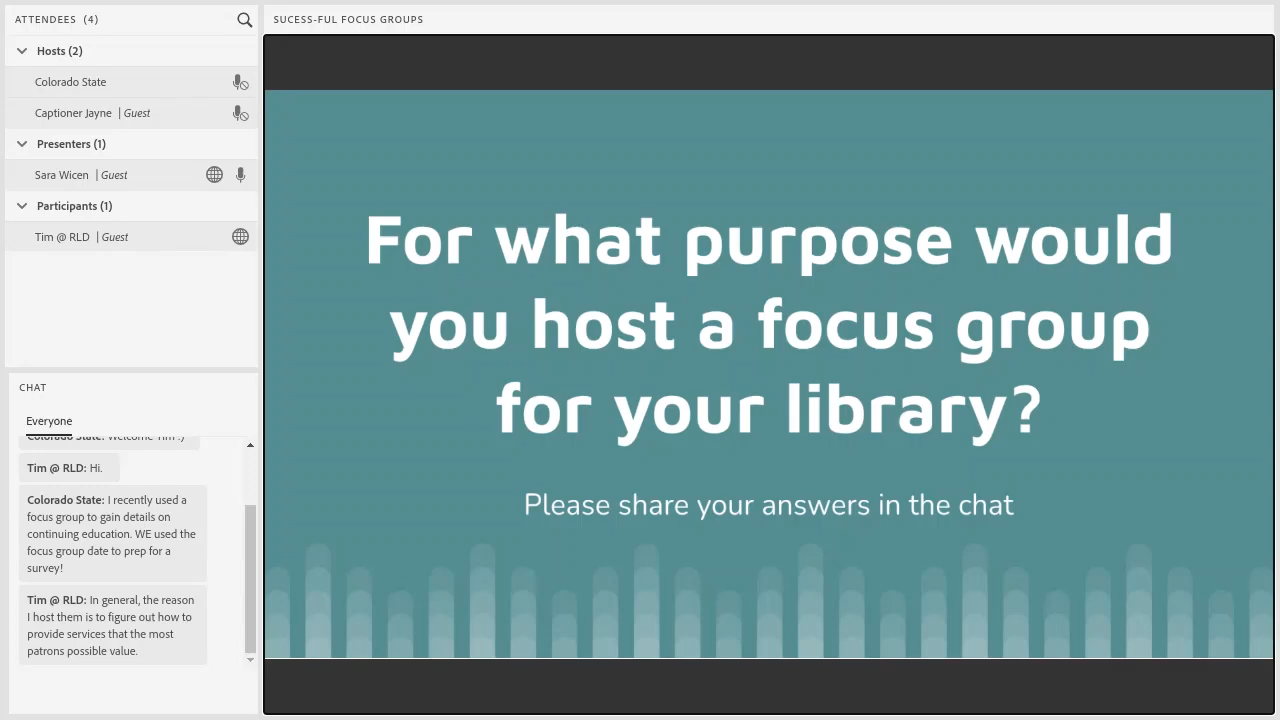 ATTENDEES (4)
Hosts (2)
Colorado State
Captioner Jayne | Guest
Presenters (1)
Sara Wicen | Guest
Participants (1)
Tim @ RLD | Guest
CHAT
Everyone
Colorado State: Welcome Tim :)
Tim @ RLD: Hi.
Colorado State: I recently used a
focus group to gain details on
continuing education. WE used the
focus group date to prep for a
survey!
Tim @ RLD: In general, the reason
I host them is to figure out how to
provide services that the most
patrons possible value.
SUCESS-FUL FOCUS GROUPS
For what purpose would
you host a focus group
for your library?
Please share your answers in the chat